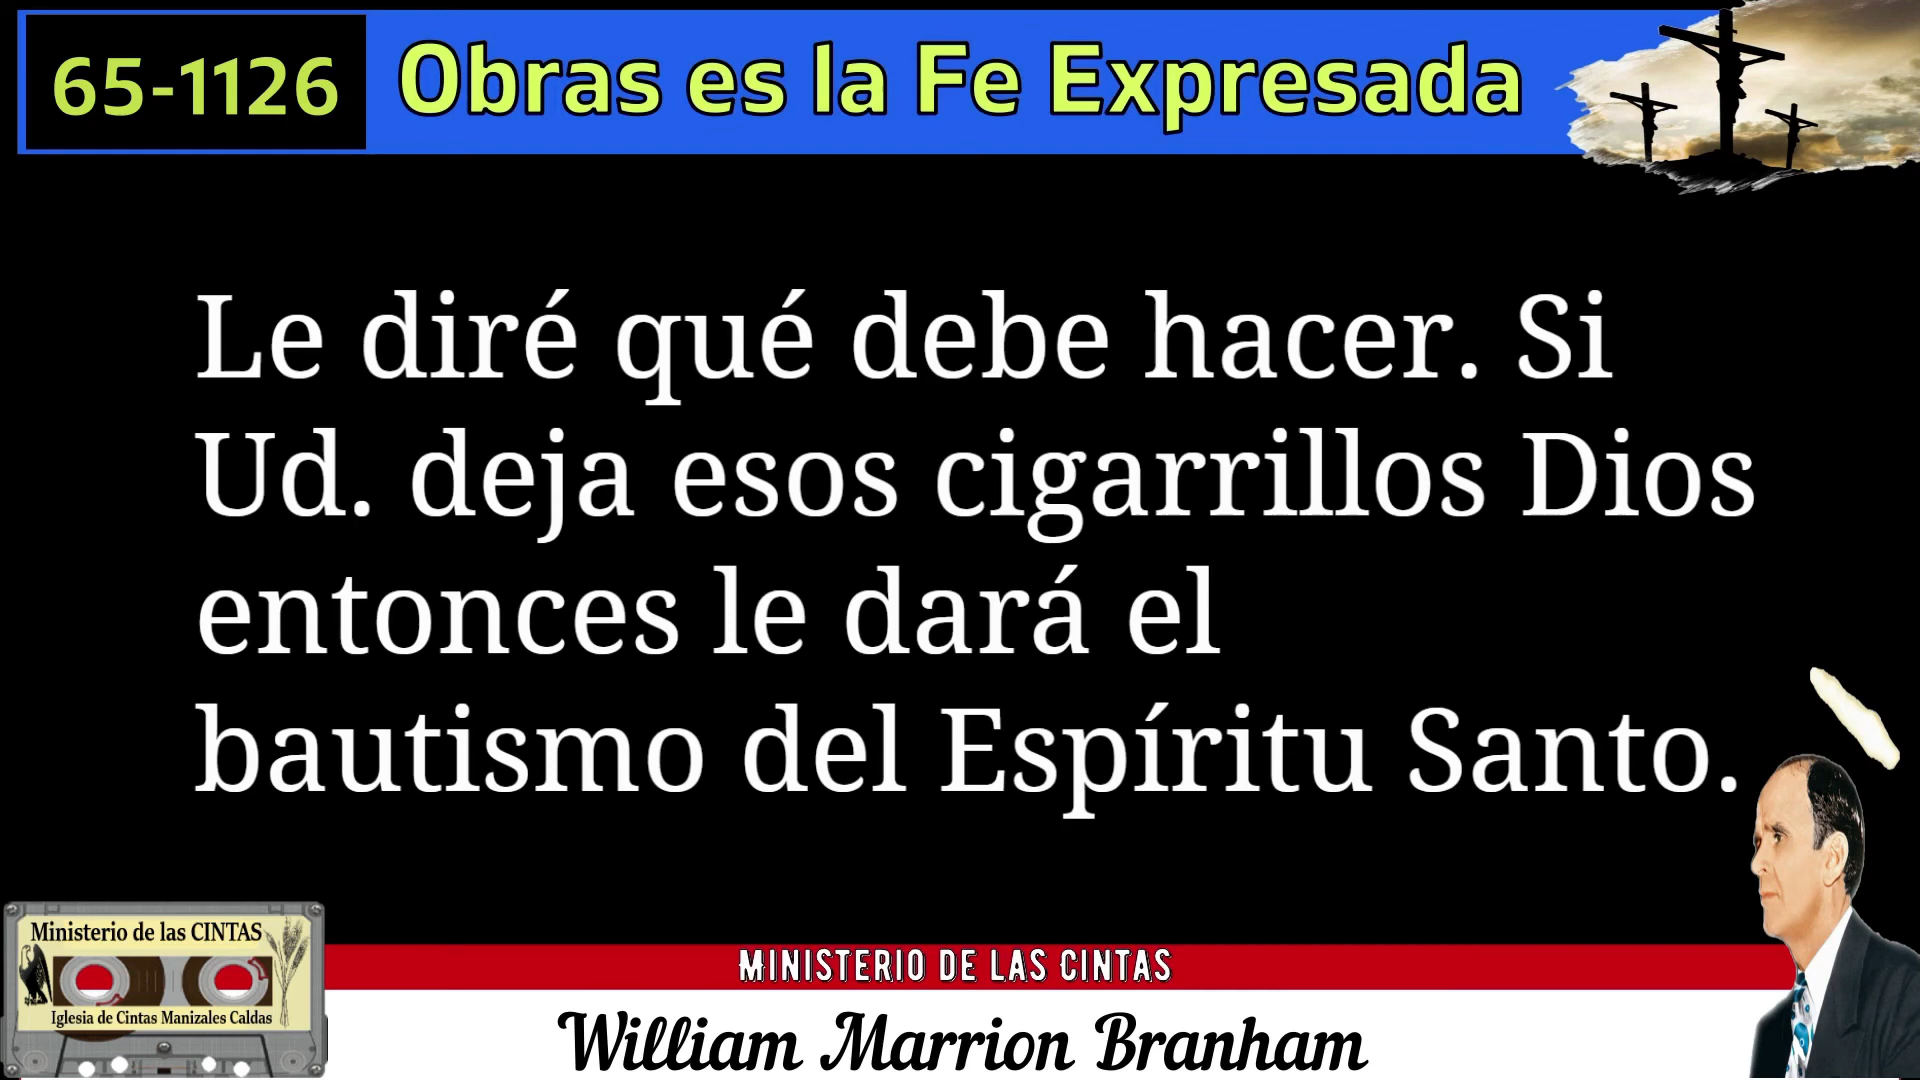 65-1126
Obras es la Fe Expresada
Le diré qué debe hacer. Si
Ud. deja esos cigarrillos Dios
entonces le dará el
bautismo del Espíritu Santo.
Ministerio de las CINTAS
Iglesia de Cintas Manizales Caldas
MINISTERIO DE LAS CINTAS
William Marrion Branham